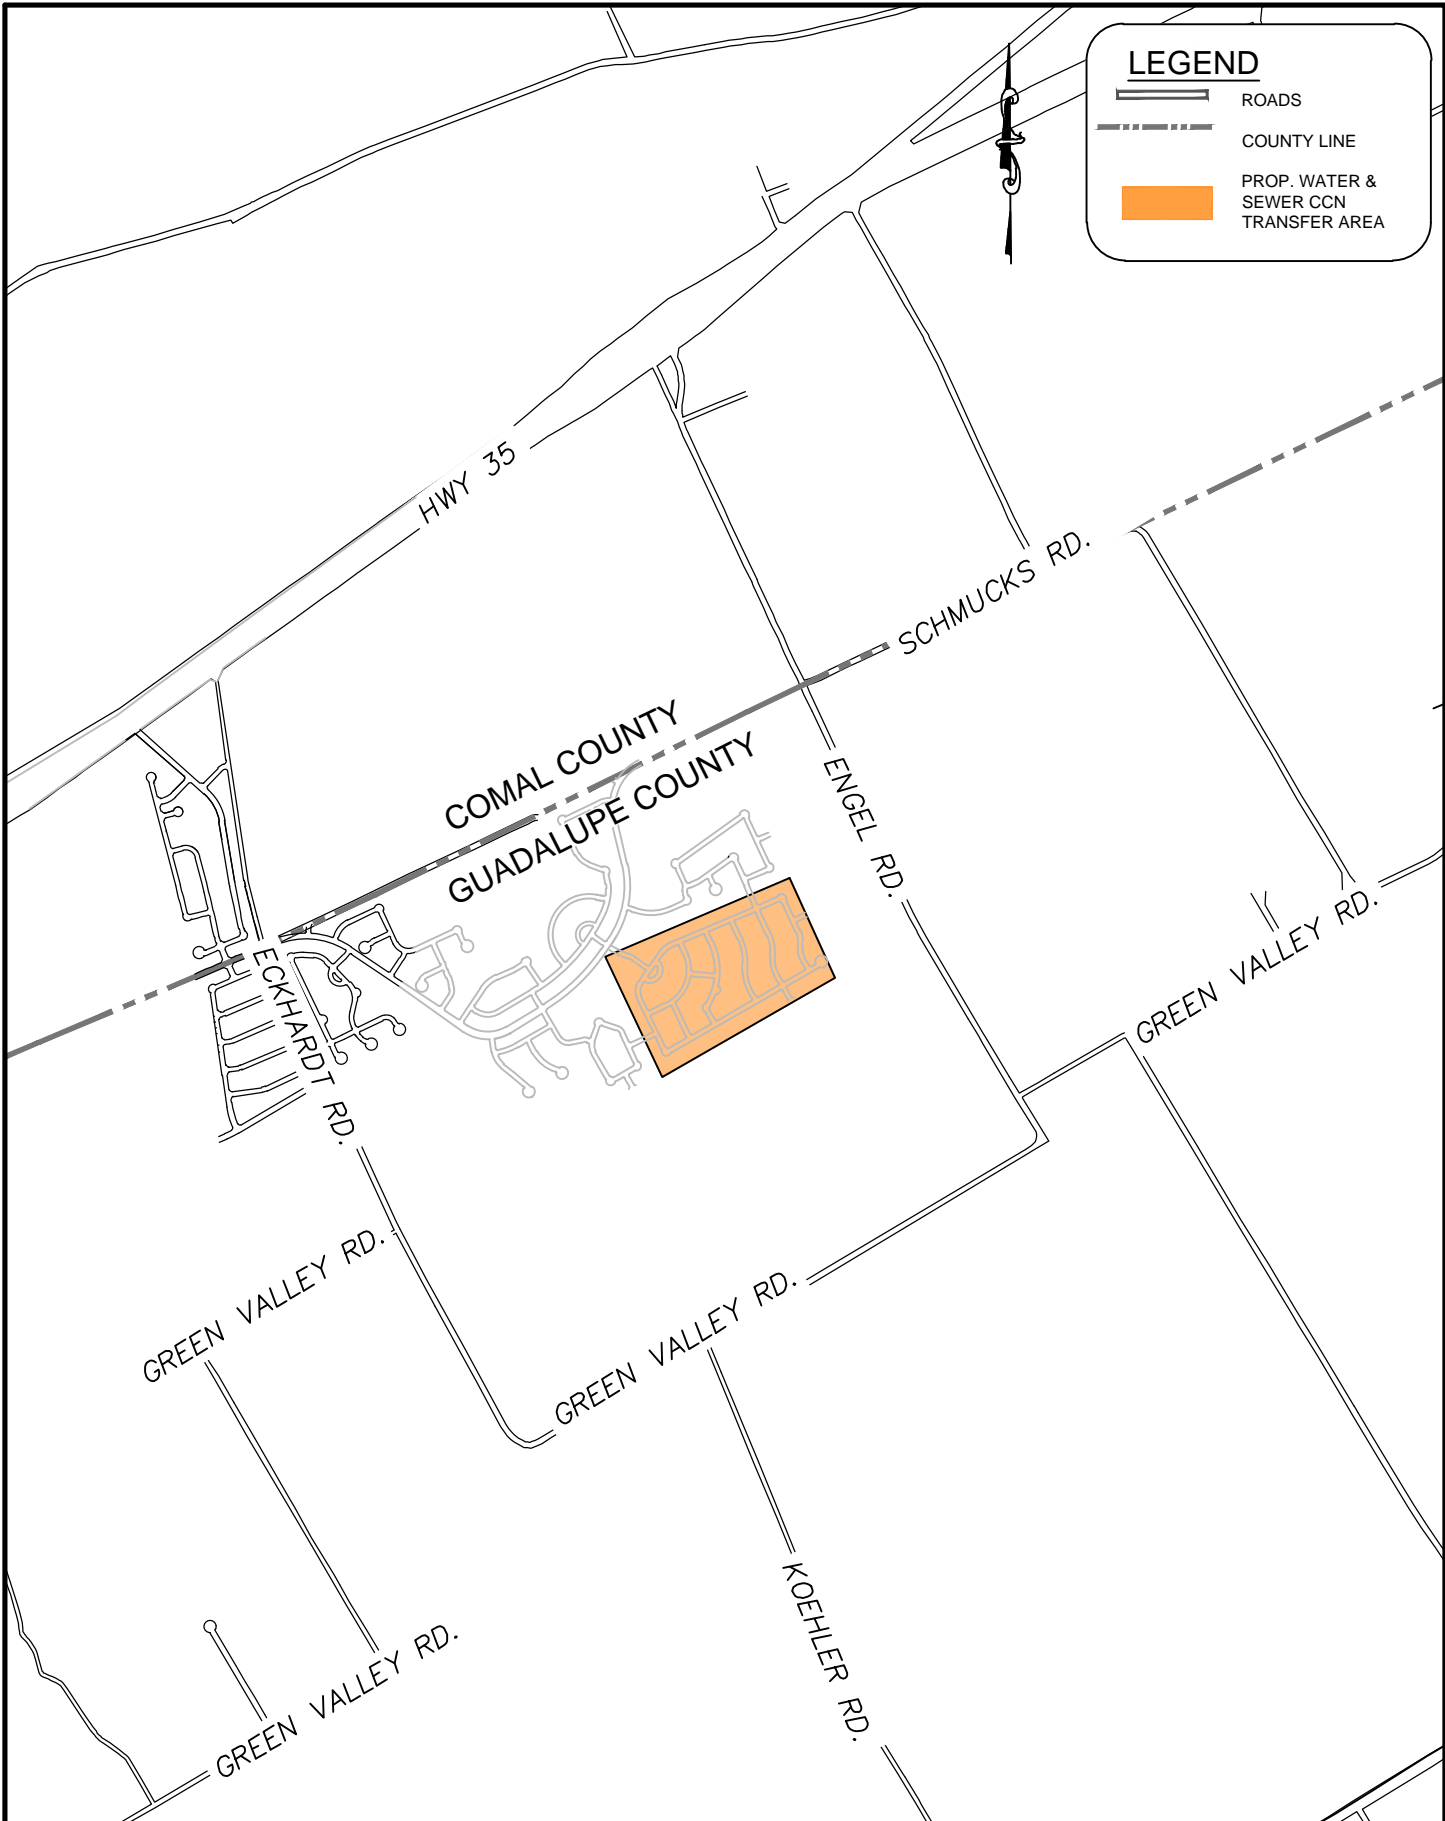 LEGEND
ROADS
COUNTY LINE
PROP. WATER &
SEWER CCN
TRANSFER AREA
HWY 35
SCHMUCKS RD.
COMAL COUNTY
GUADALUPE COUNTY
ENGEL RD.
ECKHARDT RD.
GREEN VALLEY RD.
GREEN VALLEY RD.
GREEN VALLEY RD.
KOEHLER RD.
GREEN VALLEY RD.